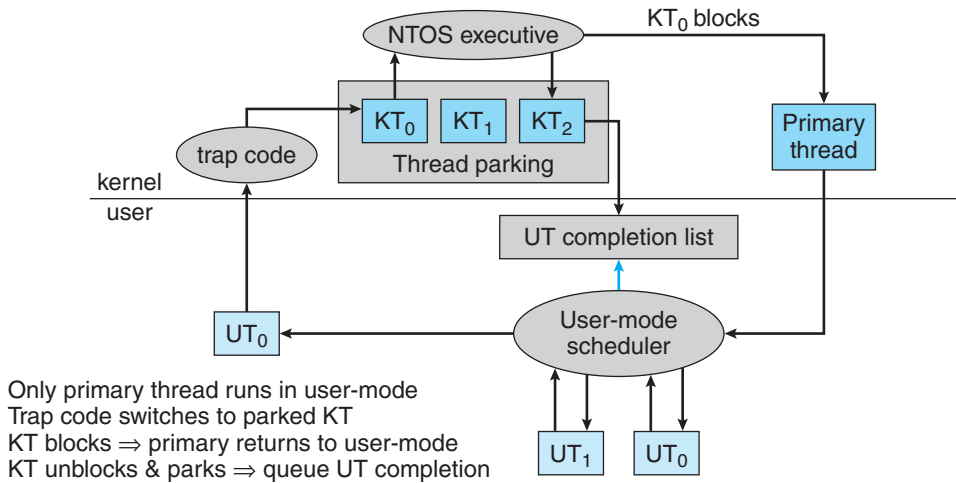 NTOS executive
KT₀ blocks
KT₀
KT₁
KT₂
Primary
thread
trap code
Thread parking
kernel
user
UT completion list
UT₀
User-mode
scheduler
Only primary thread runs in user-mode
Trap code switches to parked KT
KT blocks ⇒ primary returns to user-mode
KT unblocks & parks ⇒ queue UT completion
UT₁
UT₀